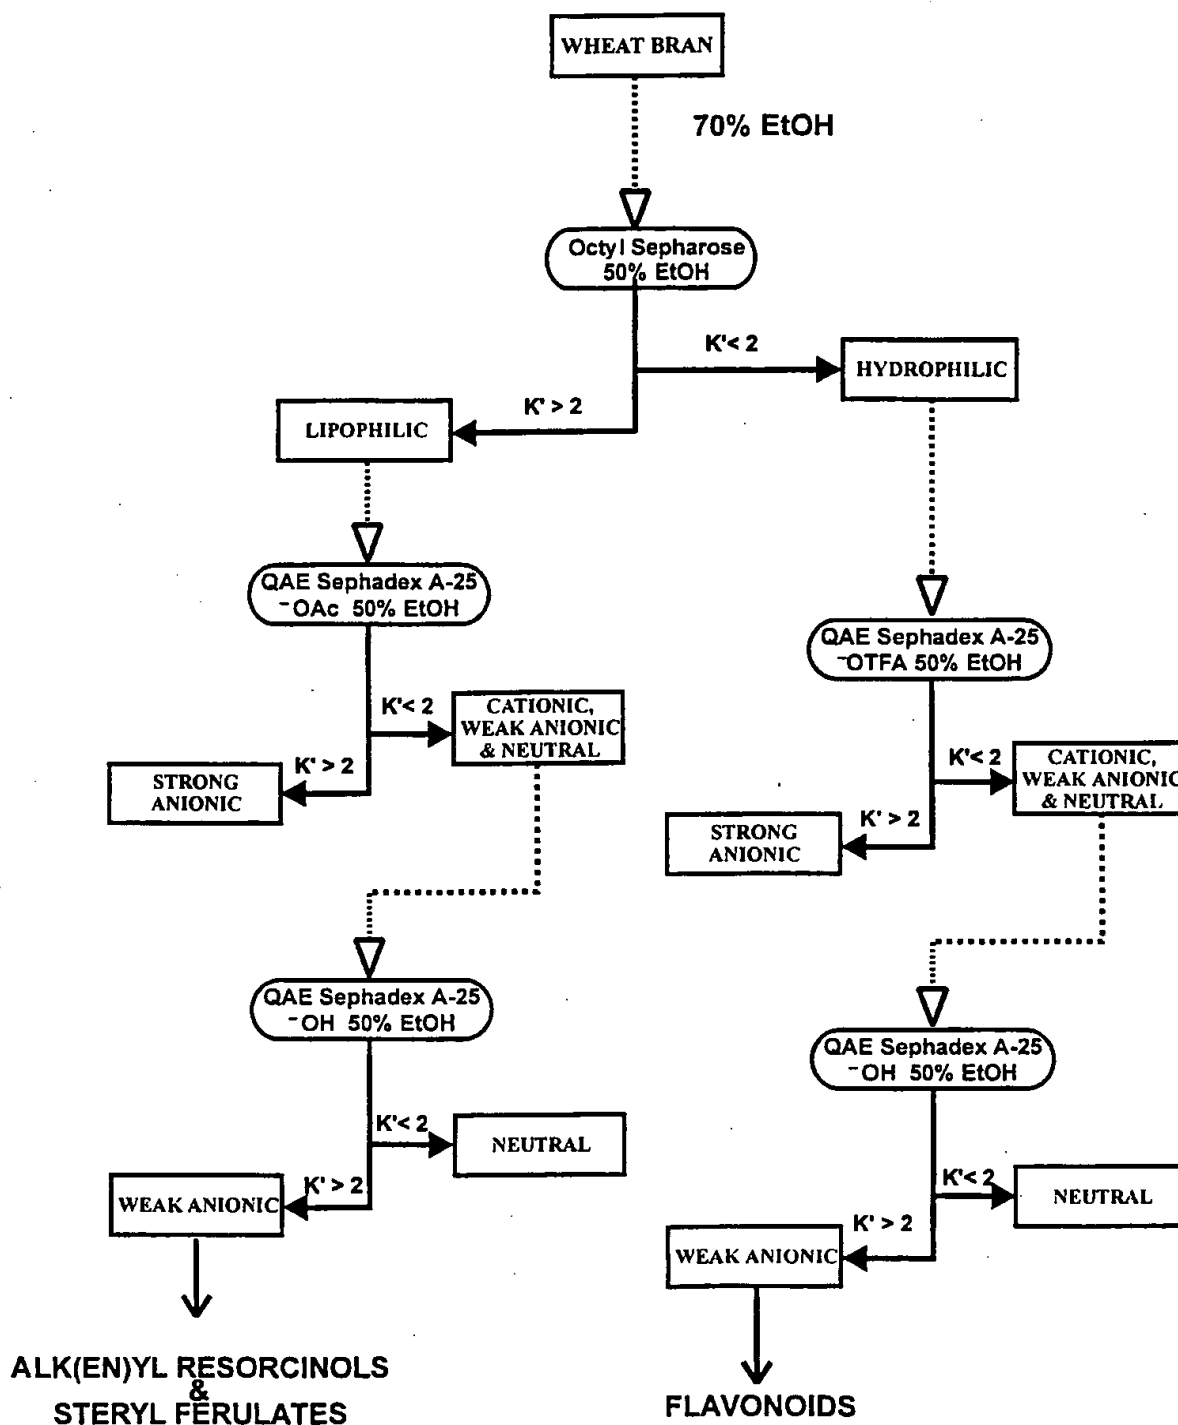 WHEAT BRAN
70% EtOH
Octyl Sepharose
50% EtOH
K'< 2
HYDROPHILIC
K' > 2
LIPOPHILIC
QAE Sephadex A-25
⁻OAc 50% EtOH
QAE Sephadex A-25
⁻OTFA 50% EtOH
K'< 2
CATIONIC,
WEAK ANIONIC
& NEUTRAL
K' > 2
STRONG
ANIONIC
K'< 2
CATIONIC,
WEAK ANIONIC
& NEUTRAL
K' > 2
STRONG
ANIONIC
QAE Sephadex A-25
⁻OH 50% EtOH
QAE Sephadex A-25
⁻OH 50% EtOH
K'< 2
NEUTRAL
K' > 2
WEAK ANIONIC
K'< 2
NEUTRAL
K' > 2
WEAK ANIONIC
ALK(EN)YL RESORCINOLS
&
STERYL FERULATES
FLAVONOIDS